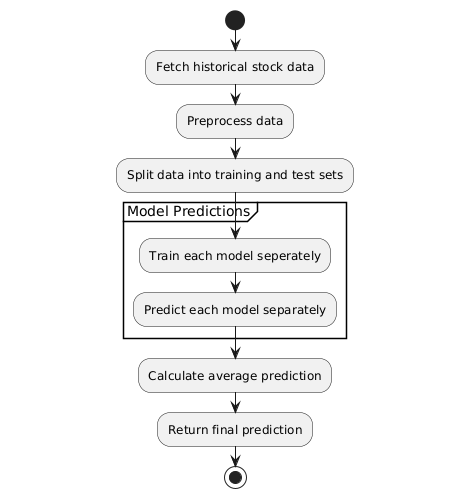 Fetch historical stock data
Preprocess data
Split data into training and test sets
Model Predictions
Train each model seperately
Predict each model separately
Calculate average prediction
Return final prediction